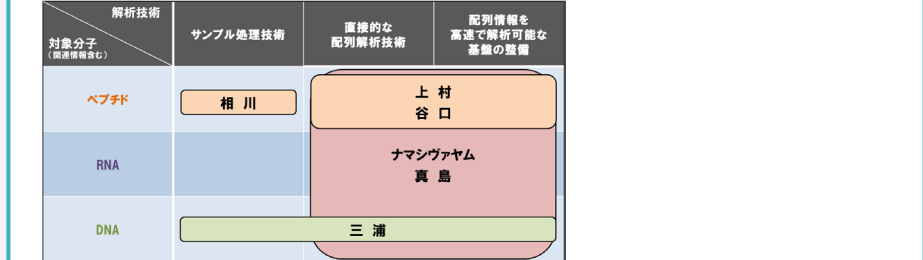 解析技術
対象分子
（関連情報含む）
サンプル処理技術
直接的な
配列解析技術
配列情報を
高速で解析可能な
基盤の整備
ペプチド
相 川
上 村
谷 口
RNA
ナマシヴァヤム
真 島
DNA
三 浦